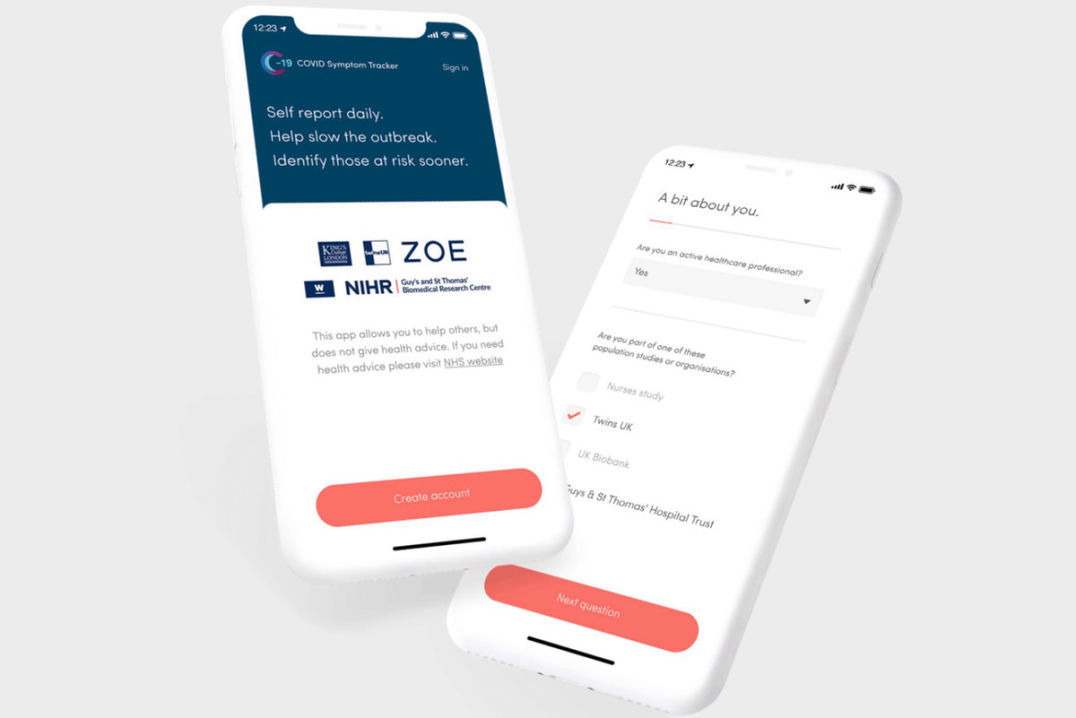 12:23
C-19 COVID Symptom Tracker
Sign in
Self report daily.
Help slow the outbreak.
Identify those at risk sooner.
KING'S
College
LONDON
TwinsUK
ZOE
W
NIHR | Guy's and St Thomas'
Biomedical Research Centre
This app allows you to help others, but
does not give health advice. If you need
health advice please visit NHS website
Create account
12:23
A bit about you.
Are you an active healthcare professional?
Yes
Are you part of one of these
population studies or organisations?
Nurses study
Twins UK
UK Biobank
Guys & St Thomas' Hospital Trust
Next question